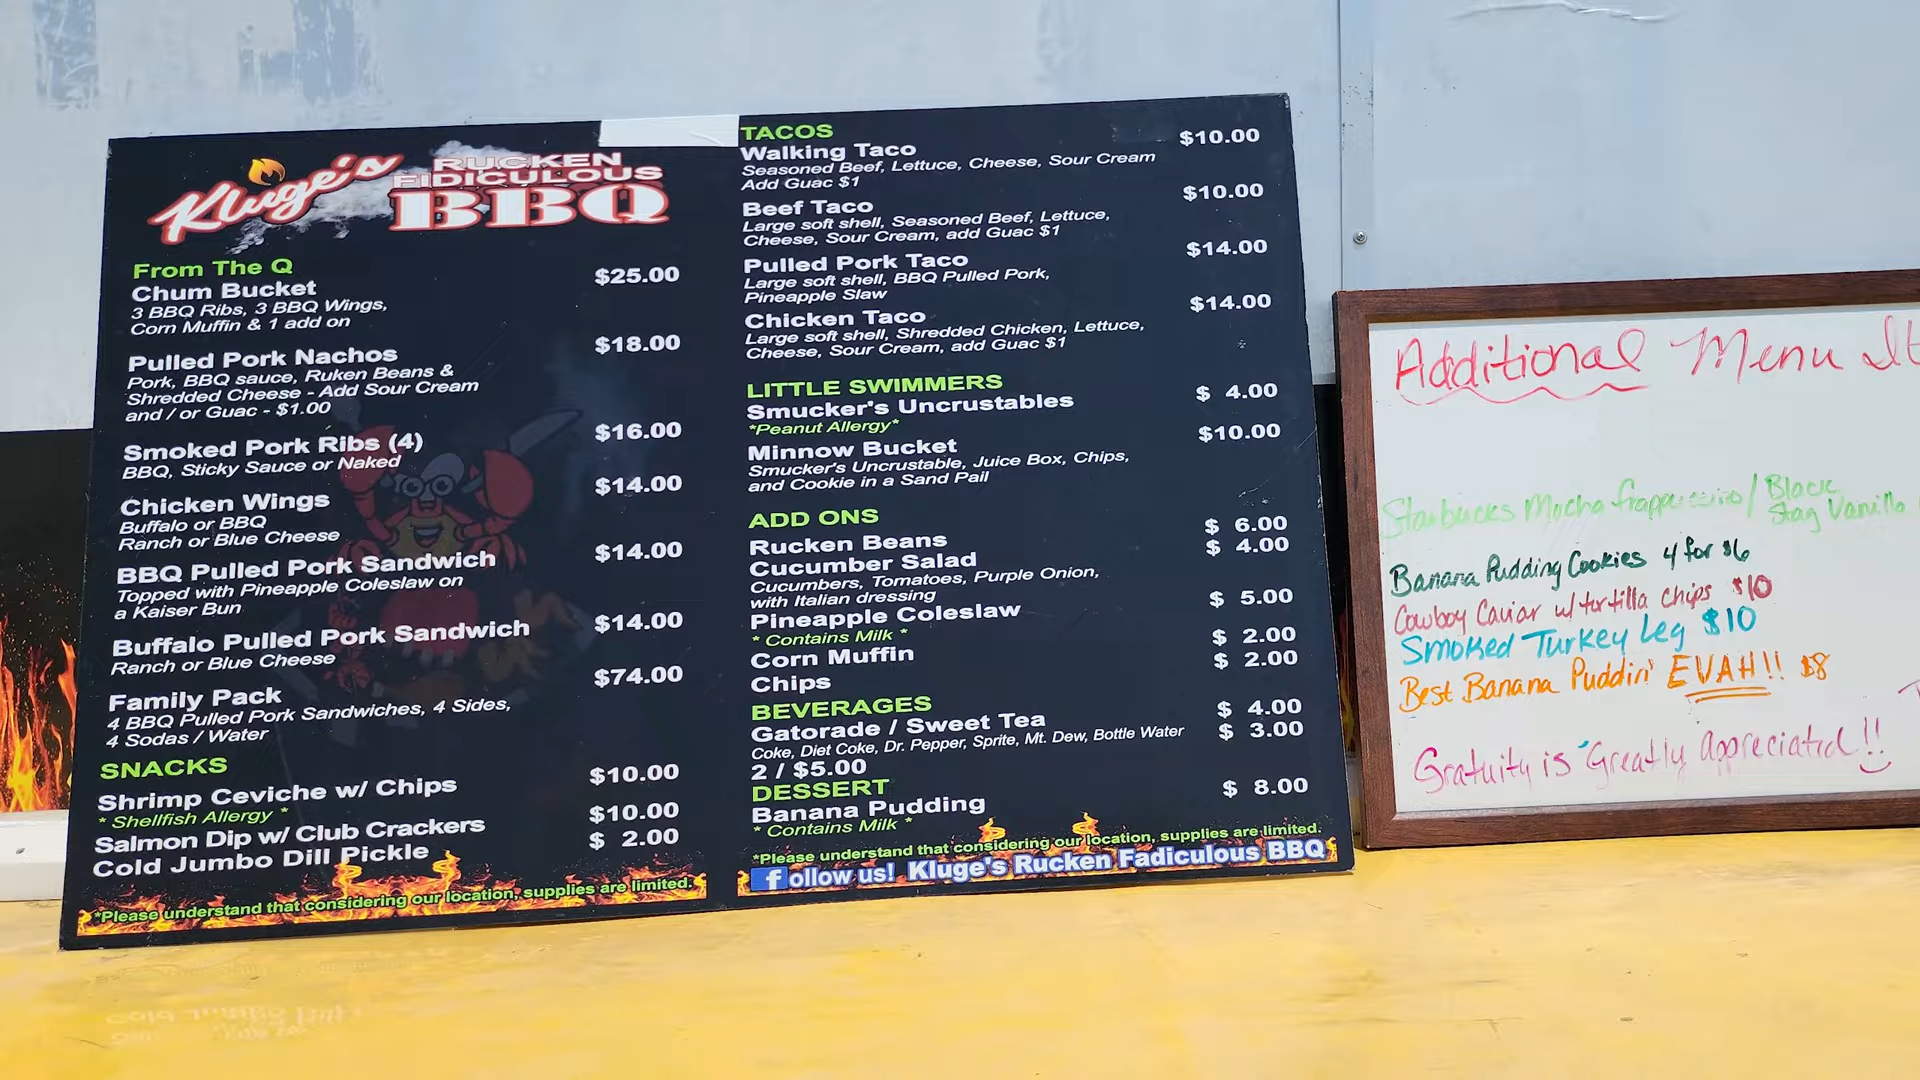 Kluge's RUCKEN
FIDICULOUS
BBQ
From The Q
Chum Bucket $25.00
3 BBQ Ribs, 3 BBQ Wings,
Corn Muffin & 1 add on
Pulled Pork Nachos $18.00
Pork, BBQ sauce, Ruken Beans &
Shredded Cheese - Add Sour Cream
and / or Guac - $1.00
Smoked Pork Ribs (4) $16.00
BBQ, Sticky Sauce or Naked
Chicken Wings $14.00
Buffalo or BBQ
Ranch or Blue Cheese
BBQ Pulled Pork Sandwich $14.00
Topped with Pineapple Coleslaw on
a Kaiser Bun
Buffalo Pulled Pork Sandwich $14.00
Ranch or Blue Cheese
Family Pack $74.00
4 BBQ Pulled Pork Sandwiches, 4 Sides,
4 Sodas / Water
SNACKS
Shrimp Ceviche w/ Chips $10.00
* Shellfish Allergy *
Salmon Dip w/ Club Crackers $10.00
Cold Jumbo Dill Pickle $ 2.00
*Please understand that considering our location, supplies are limited.
TACOS
Walking Taco $10.00
Seasoned Beef, Lettuce, Cheese, Sour Cream
Add Guac $1
Beef Taco $10.00
Large soft shell, Seasoned Beef, Lettuce,
Cheese, Sour Cream, add Guac $1
Pulled Pork Taco $14.00
Large soft shell, BBQ Pulled Pork,
Pineapple Slaw
Chicken Taco $14.00
Large soft shell, Shredded Chicken, Lettuce,
Cheese, Sour Cream, add Guac $1
LITTLE SWIMMERS
Smucker's Uncrustables $ 4.00
*Peanut Allergy*
Minnow Bucket $10.00
Smucker's Uncrustable, Juice Box, Chips,
and Cookie in a Sand Pail
ADD ONS
Rucken Beans $ 6.00
Cucumber Salad $ 4.00
Cucumbers, Tomatoes, Purple Onion,
with Italian dressing
Pineapple Coleslaw $ 5.00
* Contains Milk *
Corn Muffin $ 2.00
Chips $ 2.00
BEVERAGES
Gatorade / Sweet Tea $ 4.00
Coke, Diet Coke, Dr. Pepper, Sprite, Mt. Dew, Bottle Water $ 3.00
2 / $5.00
DESSERT
Banana Pudding $ 8.00
* Contains Milk *
*Please understand that considering our location, supplies are limited.
follow us! Kluge's Rucken Fadiculous BBQ
Additional Menu It
Starbucks Mocha frappuccino / Black
Stag Vanilla
Banana Pudding Cookies 4 for $6
Cowboy Caviar w/ tortilla chips $10
Smoked Turkey Leg $10
Best Banana Puddin' EVAH!! $8
Gratuity is Greatly Appreciated!!